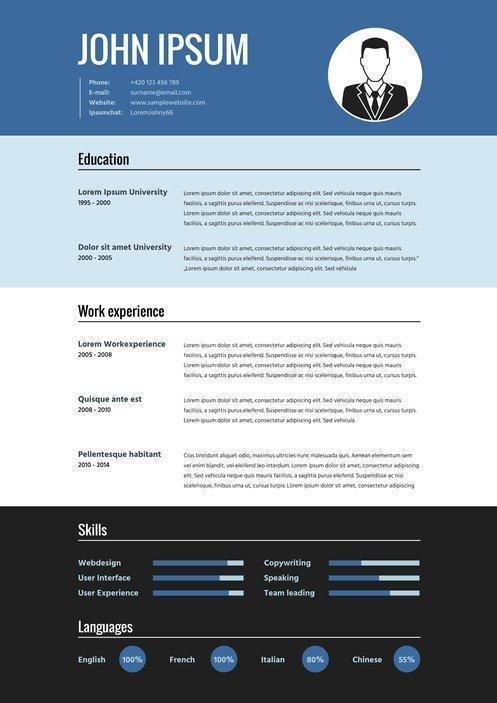 JOHN IPSUM
Phone: +420 123 456 789
E-mail: surname@email.com
Website: www.samplewebsite.com
Ipsumchat: LoremJohny66
Education
Lorem Ipsum University
1995 - 2000
Lorem ipsum dolor sit amet, consectetur adipiscing elit. Sed vehicula neque quis mauris
facilisis, a sagittis purus eleifend. Suspendisse ac nisi scelerisque, finibus urna ut, cursus turpis.
Lorem ipsum dolor sit amet, consectetur adipiscing elit. Sed vehicula neque quis mauris
facilisis, a sagittis purus eleifend. Suspendisse ac nisi scelerisque, finibus urna ut, cursus turpis.
Dolor sit amet University
2000 - 2005
Lorem ipsum dolor sit amet, consectetur adipiscing elit. Sed vehicula neque quis mauris
facilisis, a sagittis purus eleifend. Suspendisse ac nisi scelerisque, finibus urna ut, cursus turpis."
„Lorem ipsum dolor sit amet, consectetur adipiscing elit. Sed vehicula
Work experience
Lorem Workexperience
2005 - 2008
Lorem ipsum dolor sit amet, consectetur adipiscing elit. Sed vehicula neque quis mauris
facilisis, a sagittis purus eleifend. Suspendisse ac nisi scelerisque, finibus urna ut, cursus turpis.
Lorem ipsum dolor sit amet, consectetur adipiscing elit. Sed vehicula neque quis mauris
facilisis, a sagittis purus eleifend. Suspendisse ac nisi scelerisque, finibus urna ut, cursus turpis.
Quisque ante est
2008 - 2010
Lorem ipsum dolor sit amet, consectetur adipiscing elit. Sed vehicula neque quis mauris
facilisis, a sagittis purus eleifend. Suspendisse ac nisi scelerisque, finibus urna ut, cursus turpis.
Lorem ipsum dolor sit amet, consectetur adipiscing elit. Sed vehicula
Pellentesque habitant
2010 - 2014
Cras tincidunt aliquet odio, maximus ultricies nunc malesuada quis. Aenean elementum sem
vel enim blandit, vel eleifend diam interdum. Lorem ipsum dolor sit amet, consectetur adipiscing
elit. Sed vehicula neque quis mauris facilisis, a sagittis purus eleifend. Suspendisse ac nisi
scelerisque, finibus urna ut, cursus turpis. Lorem ipsum dolor sit amet, consectetur adipiscing
Skills
Webdesign
User Interface
User Experience
Copywriting
Speaking
Team leading
Languages
English 100% French 100% Italian 80% Chinese 55%